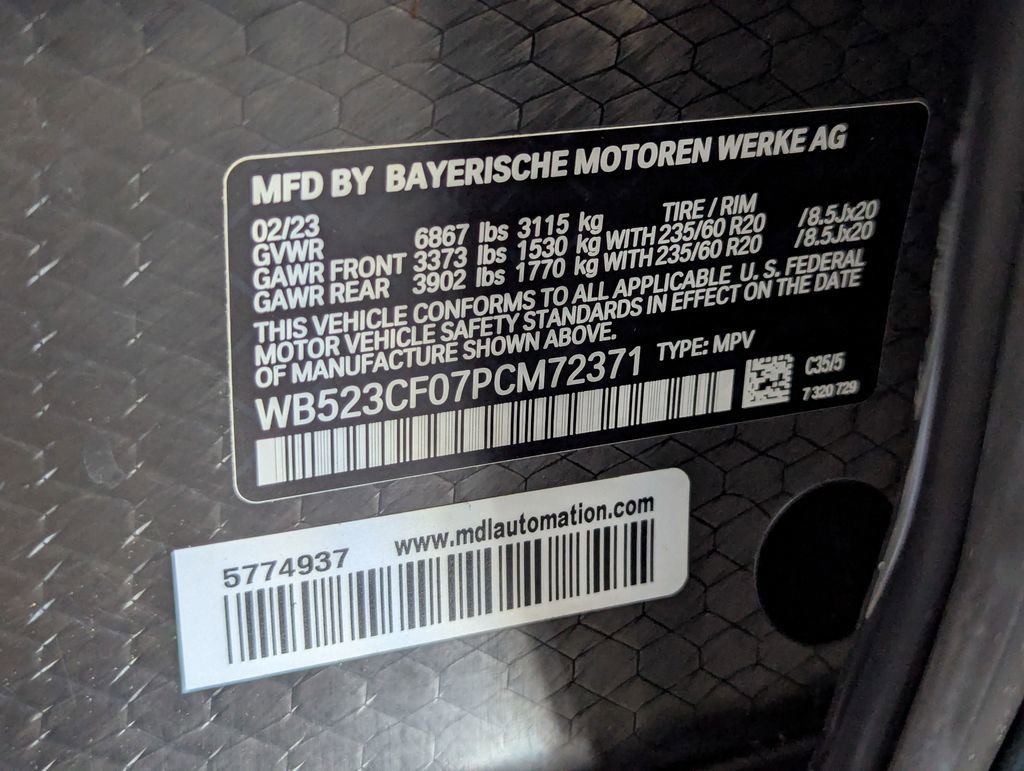 MFD BY BAYERISCHE MOTOREN WERKE AG
02/23 TIRE / RIM
GVWR 6867 lbs 3115 kg
GAWR FRONT 3373 lbs 1530 kg WITH 235/60 R20 /8.5Jx20
GAWR REAR 3902 lbs 1770 kg WITH 235/60 R20 /8.5Jx20
THIS VEHICLE CONFORMS TO ALL APPLICABLE U. S. FEDERAL
MOTOR VEHICLE SAFETY STANDARDS IN EFFECT ON THE DATE
OF MANUFACTURE SHOWN ABOVE.
WB523CF07PCM72371 TYPE: MPV
C35/5
7 320 729
5774937 www.mdlautomation.com